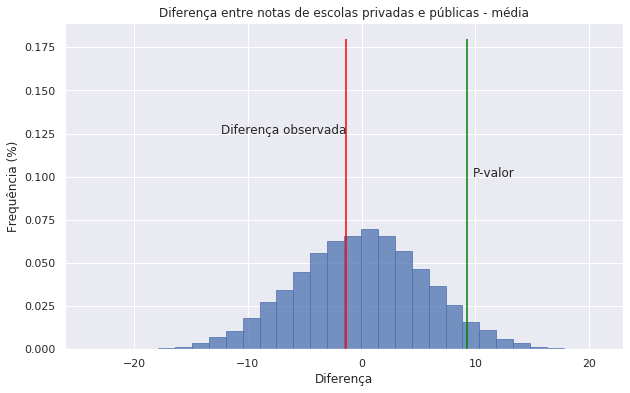 Diferença entre notas de escolas privadas e públicas - média
0.175
0.150
0.125
0.100
0.075
0.050
0.025
0.000
Frequência (%)
Diferença observada
P-valor
−20 −10 0 10 20
Diferença